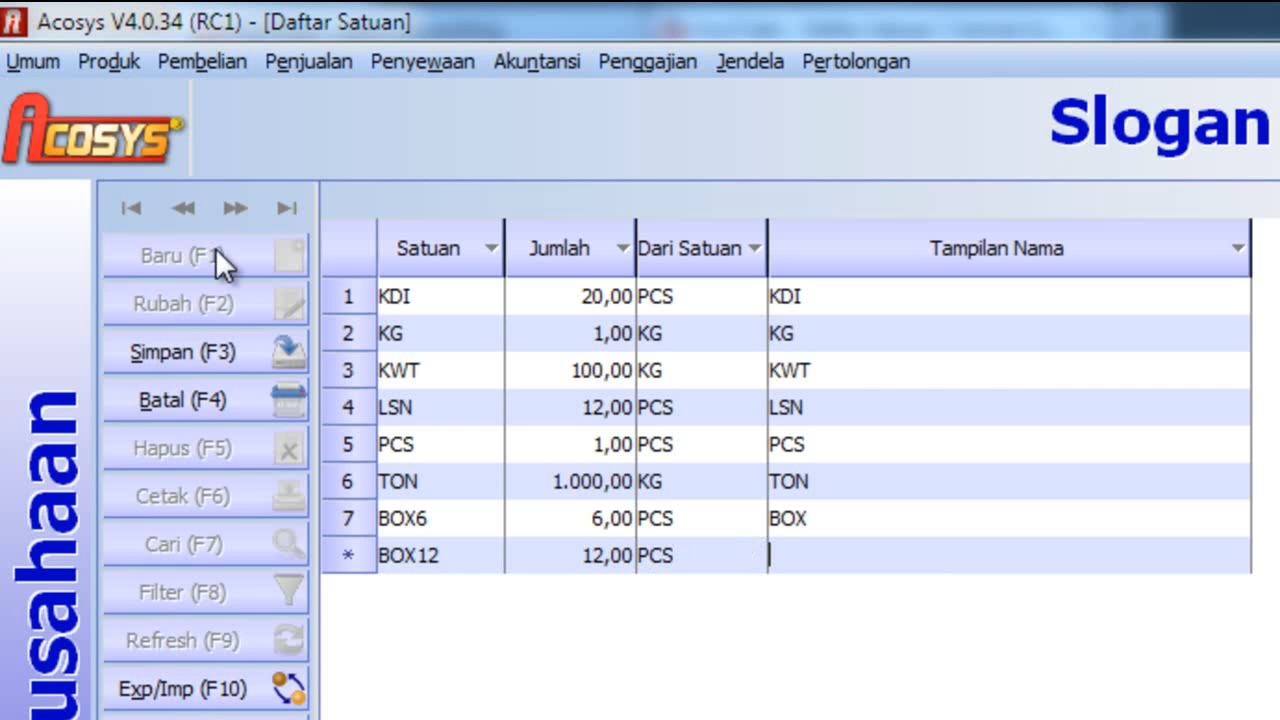 Acosys V4.0.34 (RC1) - [Daftar Satuan]
Umum Produk Pembelian Penjualan Penyewaan Akuntansi Penggajian Jendela Pertolongan
ACOSYS
Slogan
usahaan
Baru (F1)
Rubah (F2)
Simpan (F3)
Batal (F4)
Hapus (F5)
Cetak (F6)
Cari (F7)
Filter (F8)
Refresh (F9)
Exp/Imp (F10)
Satuan Jumlah Dari Satuan Tampilan Nama
1 KDI 20,00 PCS KDI
2 KG 1,00 KG KG
3 KWT 100,00 KG KWT
4 LSN 12,00 PCS LSN
5 PCS 1,00 PCS PCS
6 TON 1.000,00 KG TON
7 BOX6 6,00 PCS BOX
* BOX12 12,00 PCS